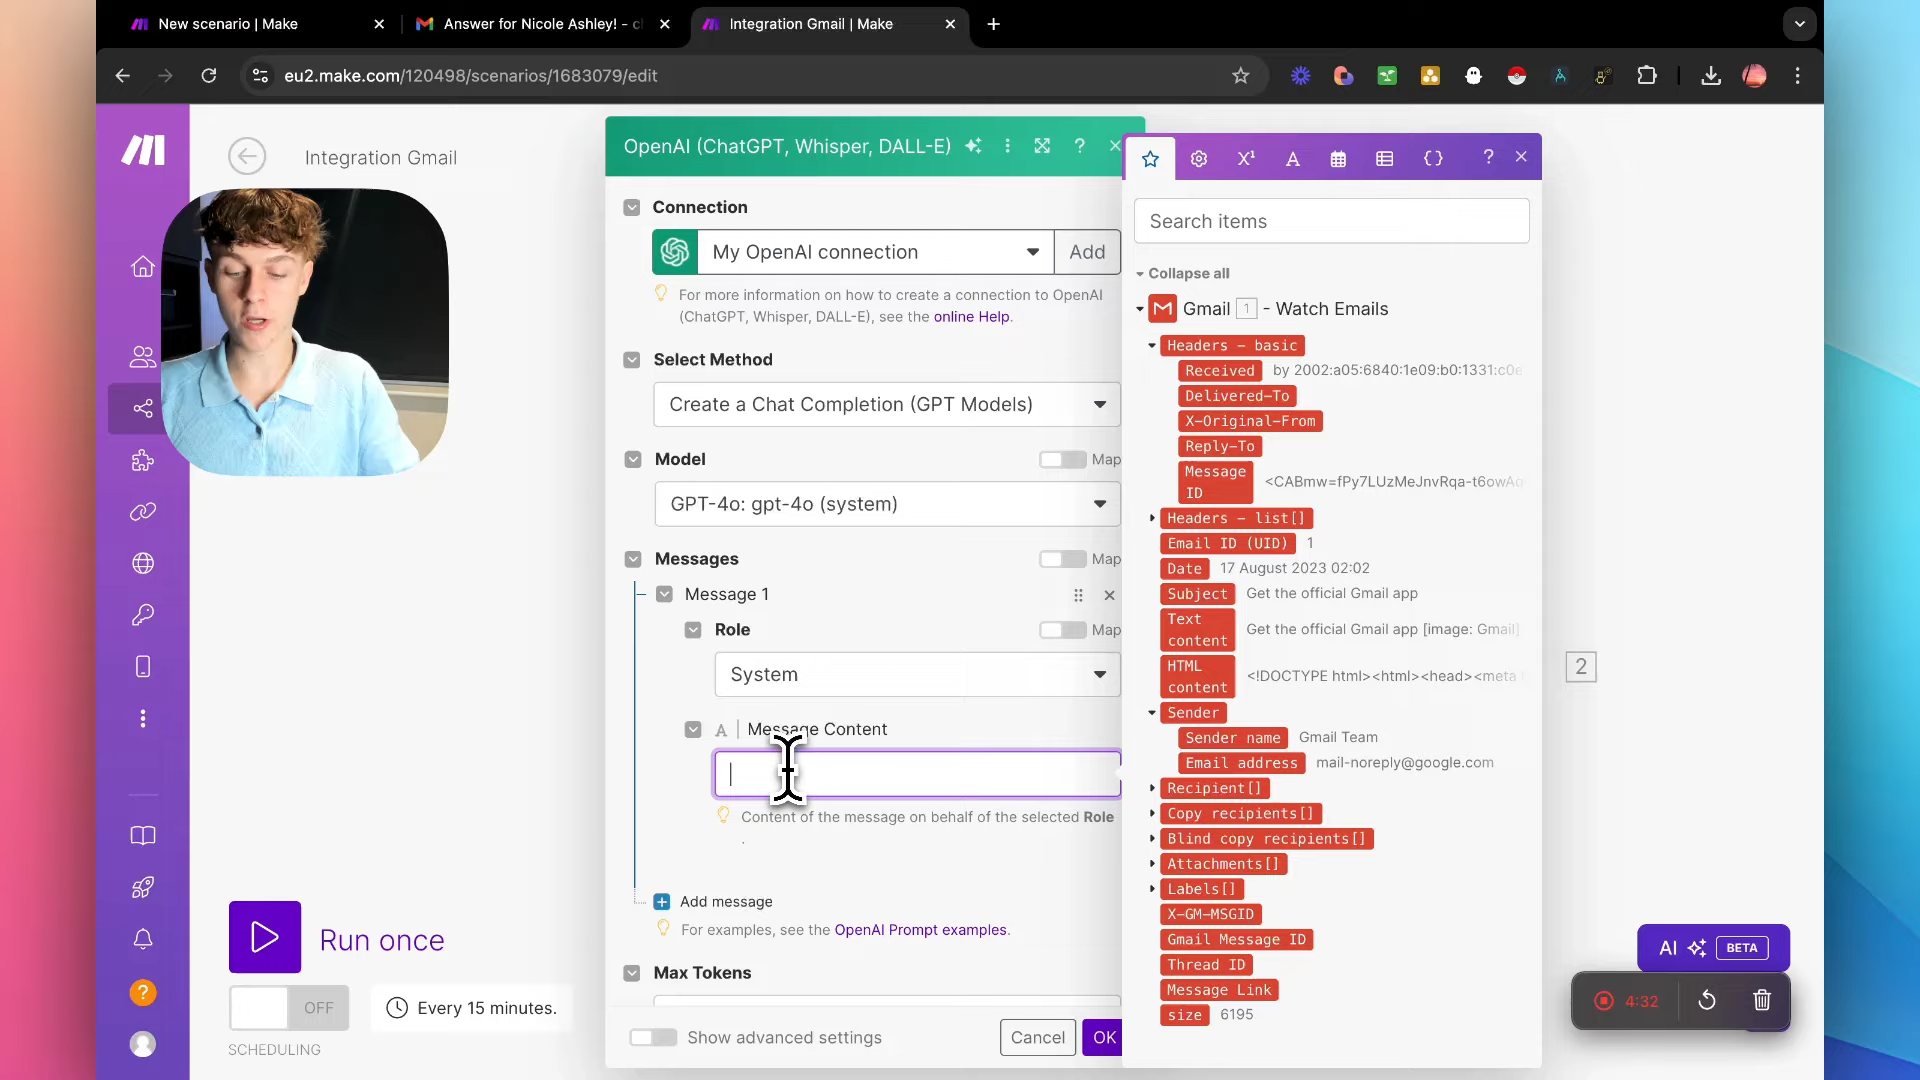 New scenario | Make
Answer for Nicole Ashley! -
Integration Gmail | Make
eu2.make.com/120498/scenarios/1683079/edit
Integration Gmail
OpenAI (ChatGPT, Whisper, DALL-E)
Connection
My OpenAI connection
Add
For more information on how to create a connection to OpenAI
(ChatGPT, Whisper, DALL-E), see the online Help.
Select Method
Create a Chat Completion (GPT Models)
Model
Map
GPT-4o: gpt-4o (system)
Messages
Map
Message 1
Role
Map
System
A | Message Content
Content of the message on behalf of the selected Role
.
Add message
For examples, see the OpenAI Prompt examples.
Max Tokens
Show advanced settings
Cancel
OK
Search items
Collapse all
Gmail 1 - Watch Emails
Headers - basic
Received by 2002:a05:6840:1e09:b0:1331:c0e
Delivered-To
X-Original-From
Reply-To
Message
ID
<CABmw=fPy7LUzMeJnvRqa-t6owAq
Headers - list[]
Email ID (UID) 1
Date 17 August 2023 02:02
Subject Get the official Gmail app
Text
content
Get the official Gmail app [image: Gmail]
HTML
content
<!DOCTYPE html><html><head><meta
Sender
Sender name Gmail Team
Email address mail-noreply@google.com
Recipient[]
Copy recipients[]
Blind copy recipients[]
Attachments[]
Labels[]
X-GM-MSGID
Gmail Message ID
Thread ID
Message Link
size 6195
2
Run once
OFF
Every 15 minutes.
SCHEDULING
AI BETA
4:32